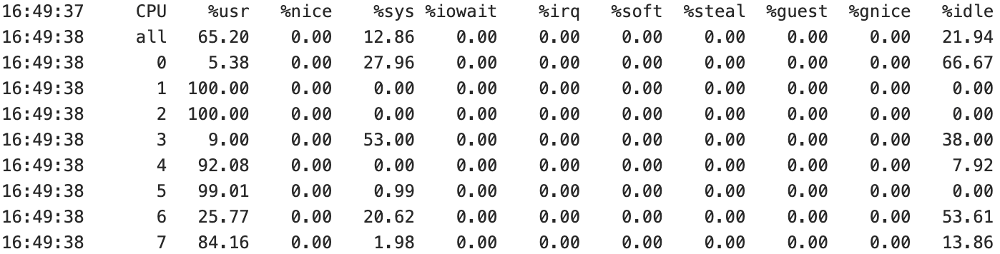 16:49:37     CPU    %usr   %nice    %sys %iowait    %irq   %soft  %steal  %guest  %gnice   %idle
16:49:38     all   65.20    0.00   12.86    0.00    0.00    0.00    0.00    0.00    0.00   21.94
16:49:38       0    5.38    0.00   27.96    0.00    0.00    0.00    0.00    0.00    0.00   66.67
16:49:38       1  100.00    0.00    0.00    0.00    0.00    0.00    0.00    0.00    0.00    0.00
16:49:38       2  100.00    0.00    0.00    0.00    0.00    0.00    0.00    0.00    0.00    0.00
16:49:38       3    9.00    0.00   53.00    0.00    0.00    0.00    0.00    0.00    0.00   38.00
16:49:38       4   92.08    0.00    0.00    0.00    0.00    0.00    0.00    0.00    0.00    7.92
16:49:38       5   99.01    0.00    0.99    0.00    0.00    0.00    0.00    0.00    0.00    0.00
16:49:38       6   25.77    0.00   20.62    0.00    0.00    0.00    0.00    0.00    0.00   53.61
16:49:38       7   84.16    0.00    1.98    0.00    0.00    0.00    0.00    0.00    0.00   13.86